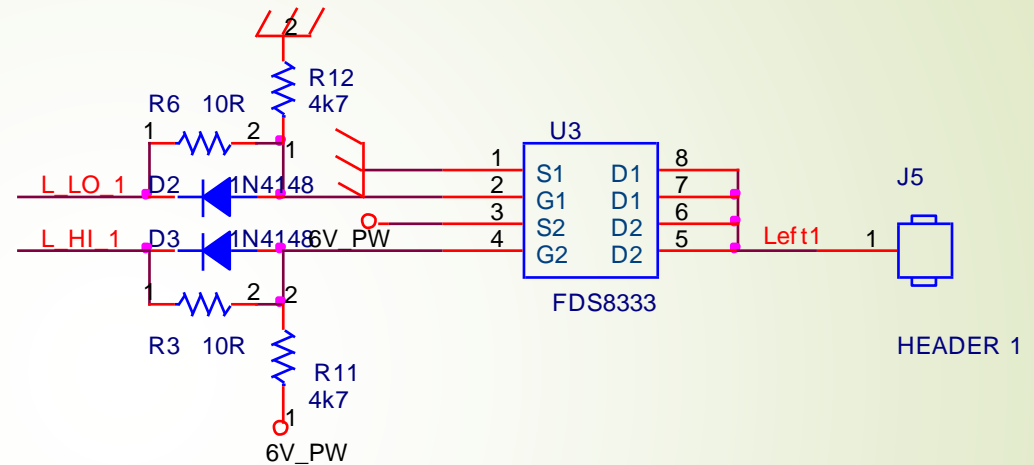 2
R12
4k7
R6 10R
1 2
1
U3
L_LO_1 D2 1N4148
1 S1 D1 8
2 G1 D1 7
3 S2 D2 6
4 G2 D2 5
J5
L_HI_1 D3 1N4148 6V_PW
Left1 1
1 2 2
FDS8333
R3 10R
HEADER 1
R11
4k7
1
6V_PW